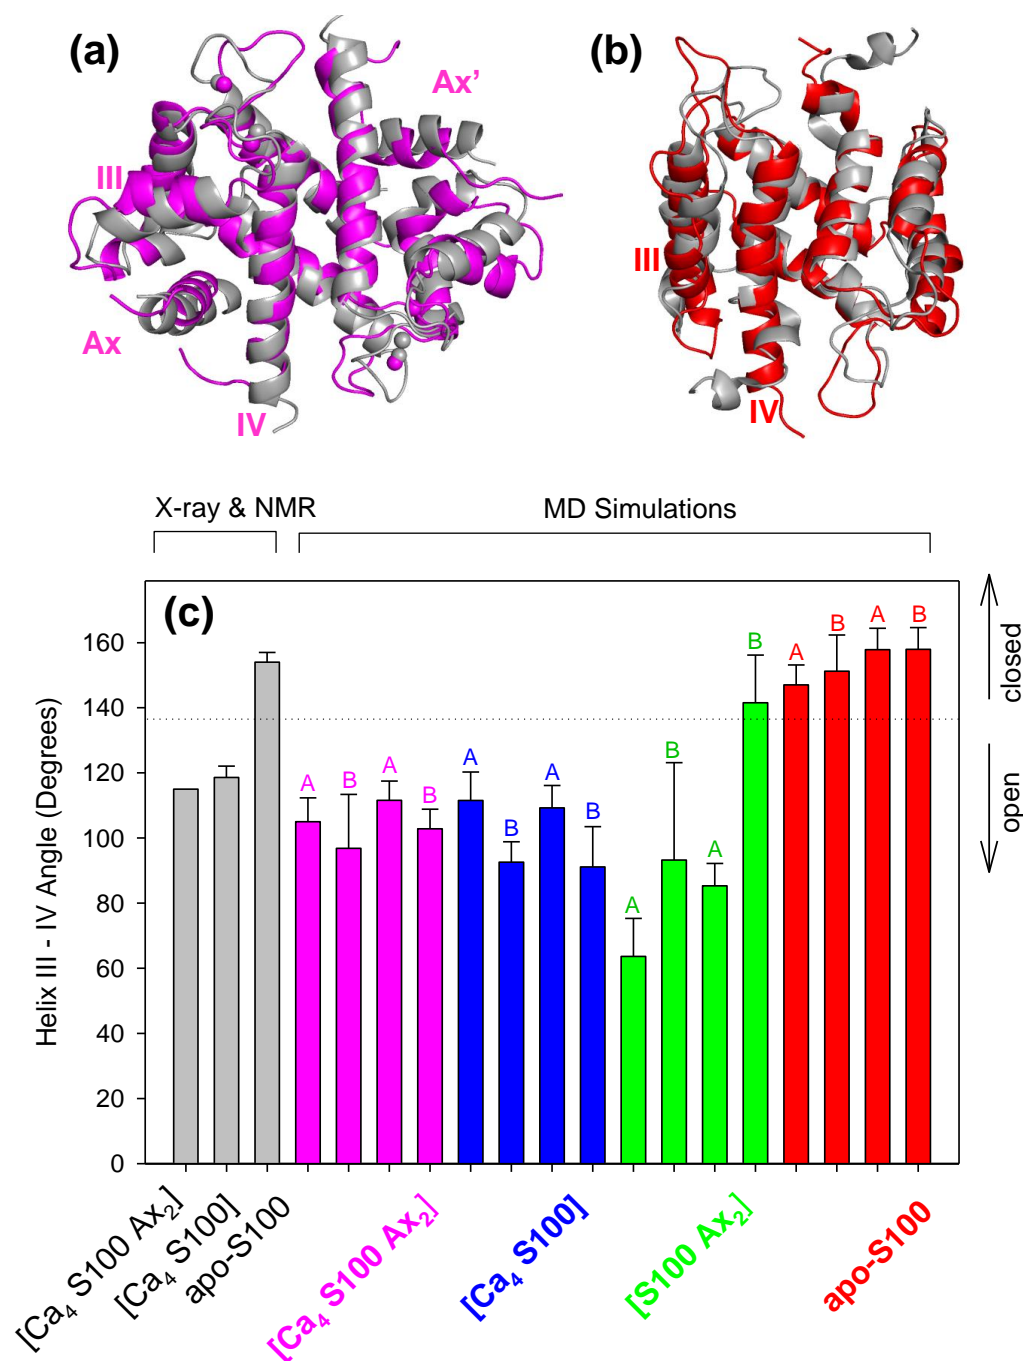 (a)
(b)
Ax'
III
III
Ax
IV
IV
X-ray & NMR
MD Simulations
(c)
closed
open
Helix III - IV Angle (Degrees)
160
140
120
100
80
60
40
20
0
A
B
A
B
A
B
A
B
A
B
A
B
A
B
A
B
[Ca4 S100 Ax2]
[Ca4 S100]
apo-S100
[Ca4 S100 Ax2]
[Ca4 S100]
[S100 Ax2]
apo-S100